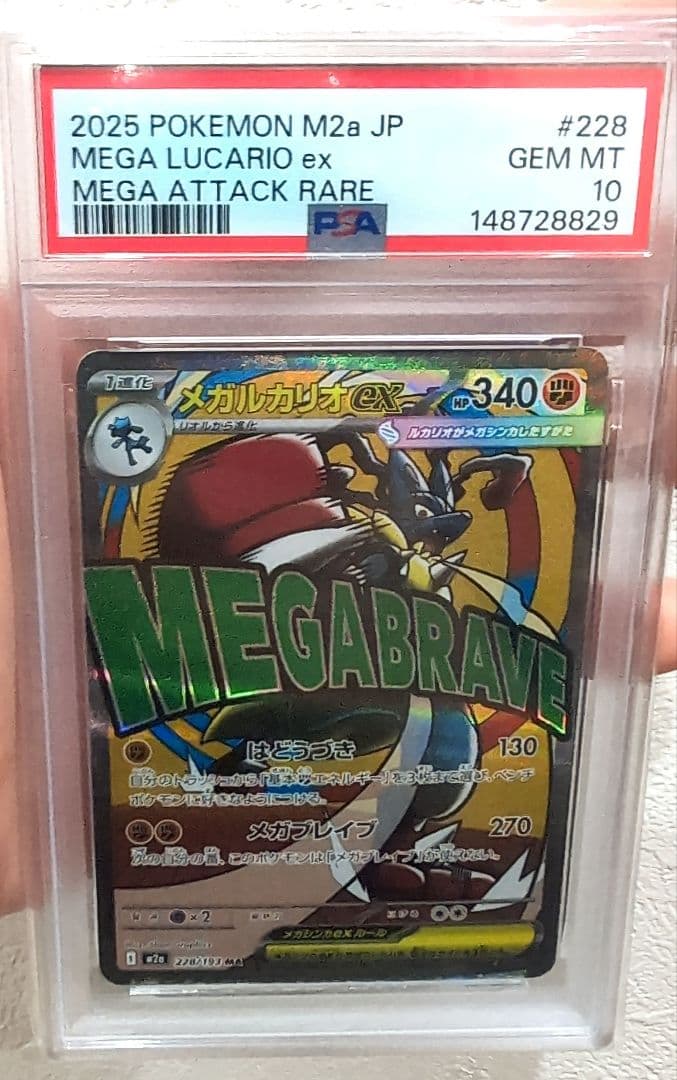 2025 POKEMON M2a JP #228
MEGA LUCARIO ex GEM MT
MEGA ATTACK RARE 10
PSA 148728829
1進化 メガルカリオex HP340
リオルから進化 ルカリオがメガシンカしたすがた
MEGABRAVE
はどうづき 130
自分のトラッシュから「基本闘エネルギー」を3枚まで選び、ベンチ
ポケモンに好きなようにつける。
メガブレイブ 270
次の自分の番、このポケモンは「メガブレイブ」が使えない。
×2
メガシンカexルール
I M2a 228/193 MA